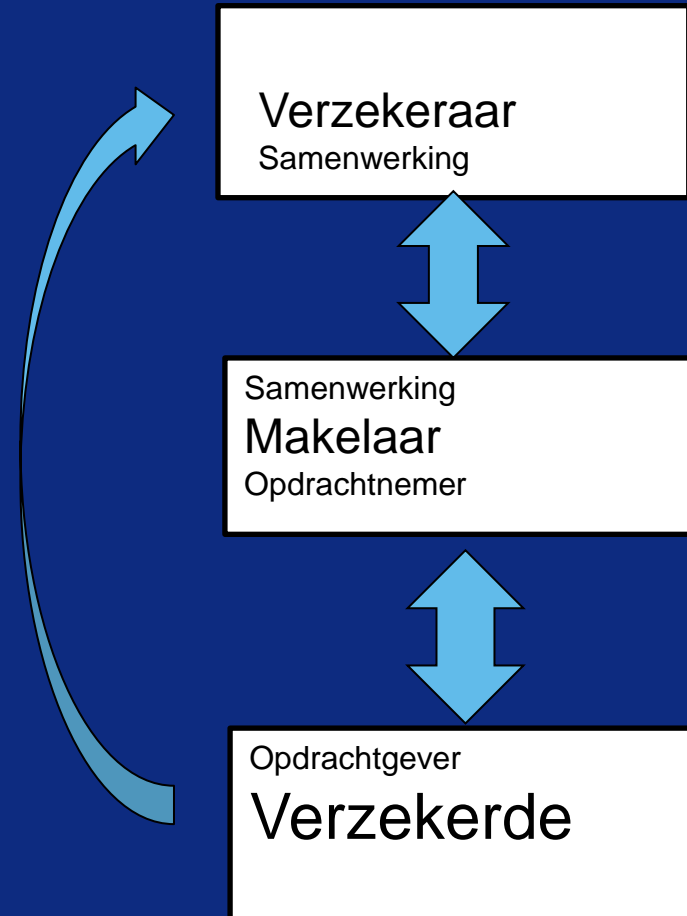 Verzekeraar
Samenwerking
Samenwerking
Makelaar
Opdrachtnemer
Opdrachtgever
Verzekerde